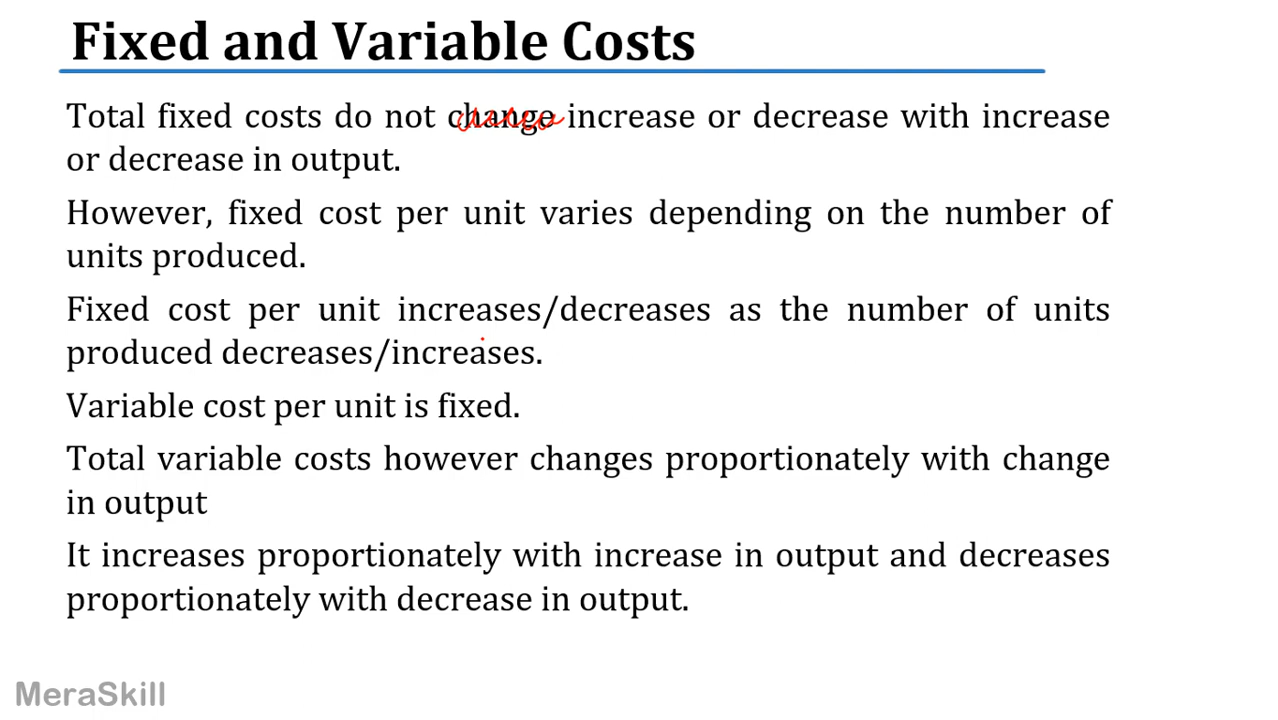 Fixed and Variable Costs
Total fixed costs do not change increase or decrease with increase
or decrease in output.
However, fixed cost per unit varies depending on the number of
units produced.
Fixed cost per unit increases/decreases as the number of units
produced decreases/increases.
Variable cost per unit is fixed.
Total variable costs however changes proportionately with change
in output
It increases proportionately with increase in output and decreases
proportionately with decrease in output.
MeraSkill